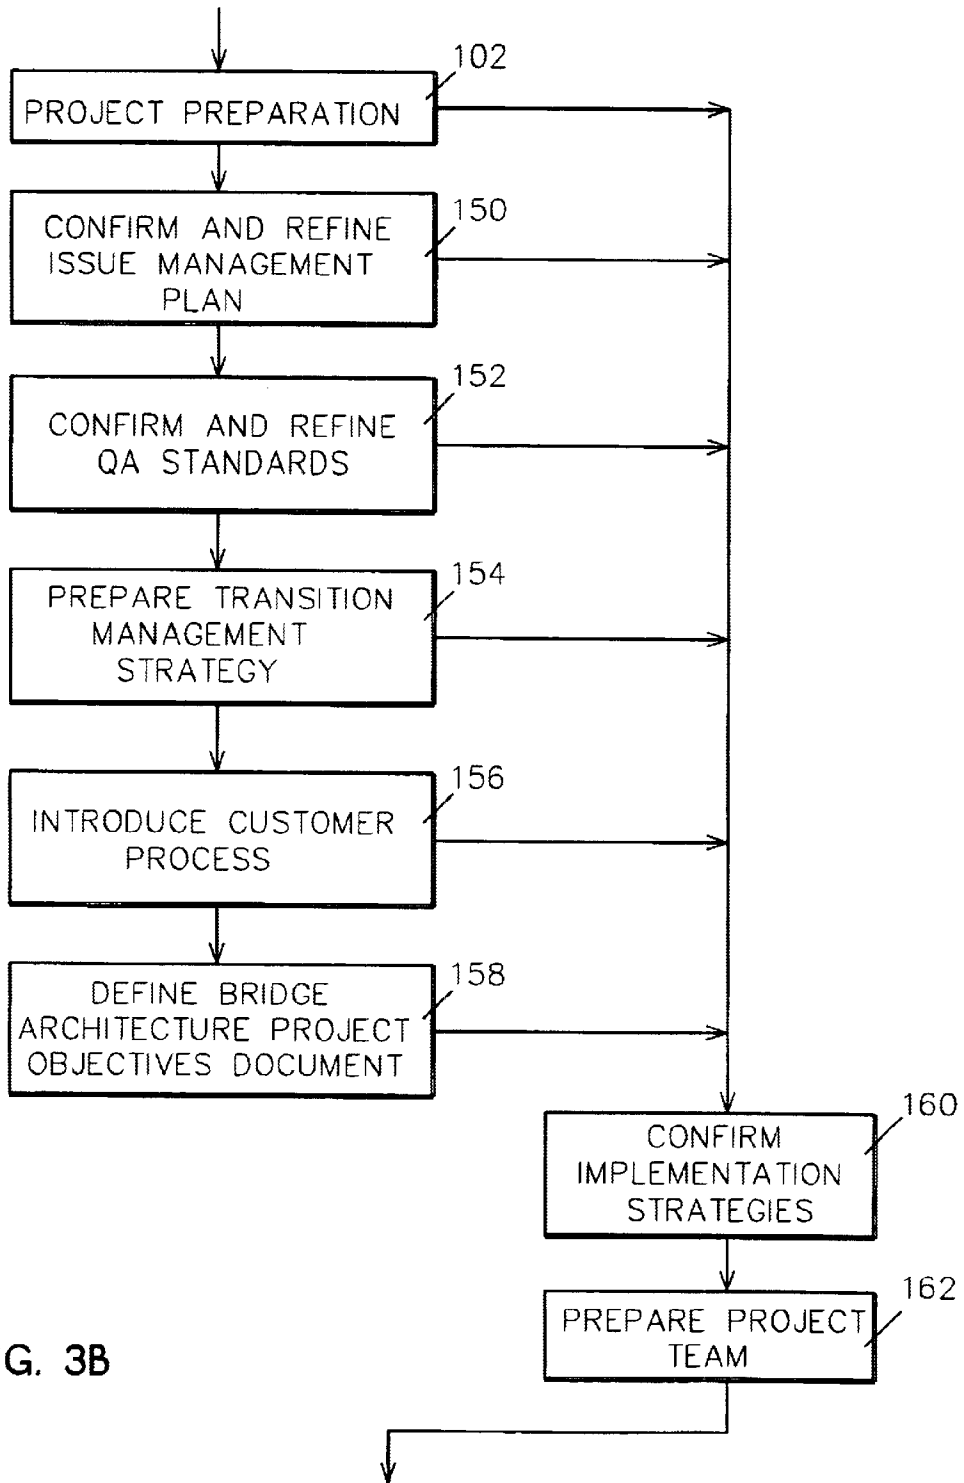 102
PROJECT PREPARATION
150
CONFIRM AND REFINE
ISSUE MANAGEMENT
PLAN
152
CONFIRM AND REFINE
QA STANDARDS
154
PREPARE TRANSITION
MANAGEMENT
STRATEGY
156
INTRODUCE CUSTOMER
PROCESS
158
DEFINE BRIDGE
ARCHITECTURE PROJECT
OBJECTIVES DOCUMENT
160
CONFIRM
IMPLEMENTATION
STRATEGIES
162
PREPARE PROJECT
TEAM
G. 3B